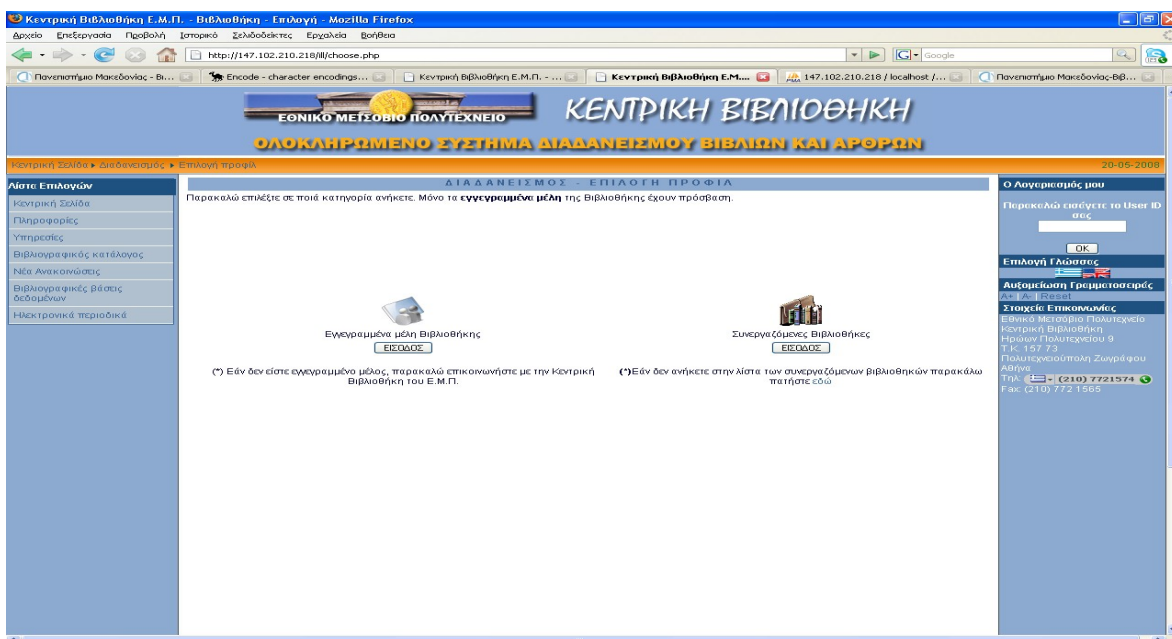 Κεντρική Βιβλιοθήκη Ε.Μ.Π. - Βιβλιοθήκη - Επιλογή - Mozilla Firefox
Αρχείο Επεξεργασία Προβολή Ιστορικό Σελιδοδείκτες Εργαλεία Βοήθεια
http://147.102.210.218/ill/choose.php
Google
Πανεπιστήμιο Μακεδονίας - Βι...
Encode - character encodings...
Κεντρική Βιβλιοθήκη Ε.Μ.Π. - ...
Κεντρική Βιβλιοθήκη Ε.Μ....
147.102.210.218 / localhost /...
Πανεπιστήμιο Μακεδονίας-Βιβ...
ΕΘΝΙΚΟ ΜΕΤΣΟΒΙΟ ΠΟΛΥΤΕΧΝΕΙΟ
ΚΕΝΤΡΙΚΗ ΒΙΒΛΙΟΘΗΚΗ
ΟΛΟΚΛΗΡΩΜΕΝΟ ΣΥΣΤΗΜΑ ΔΙΑΔΑΝΕΙΣΜΟΥ ΒΙΒΛΙΩΝ ΚΑΙ ΑΡΘΡΩΝ
Κεντρική Σελίδα ▸ Διαδανεισμός ▸ Επιλογή προφίλ
20-05-2008
Λίστα Επιλογών
Κεντρική Σελίδα
Πληροφορίες
Υπηρεσίες
Βιβλιογραφικός κατάλογος
Νέα Ανακοινώσεις
Βιβλιογραφικές βάσεις
δεδομένων
Ηλεκτρονικά περιοδικά
ΔΙΑΔΑΝΕΙΣΜΟΣ - ΕΠΙΛΟΓΗ ΠΡΟΦΙΛ
Παρακαλώ επιλέξτε σε ποιά κατηγορία ανήκετε. Μόνο τα εγγεγραμμένα μέλη της Βιβλιοθήκης έχουν πρόσβαση.
Εγγεγραμμένα μέλη Βιβλιοθήκης
ΕΙΣΟΔΟΣ
(*) Εάν δεν είστε εγγεγραμμένο μέλος, παρακαλώ επικοινωνήστε με την Κεντρική
Βιβλιοθήκη του Ε.Μ.Π.
Συνεργαζόμενες Βιβλιοθήκες
ΕΙΣΟΔΟΣ
(*)Εάν δεν ανήκετε στην λίστα των συνεργαζόμενων βιβλιοθηκών παρακάλω
πατήστε εδώ
Ο Λογαριασμός μου
Παρακαλώ εισάγετε το User ID
σας
OK
Επιλογή Γλώσσας
Αυξομείωση Γραμματοσειράς
A+ | A- | Reset
Στοιχεία Επικοινωνίας
Εθνικό Μετσόβιο Πολυτεχνείο
Κεντρική Βιβλιοθήκη
Ηρώων Πολυτεχνείου 9
Τ.Κ. 157 73
Πολυτεχνειούπολη Ζωγράφου
Αθήνα
Τηλ: (210) 7721574
Fax: (210) 772 1565